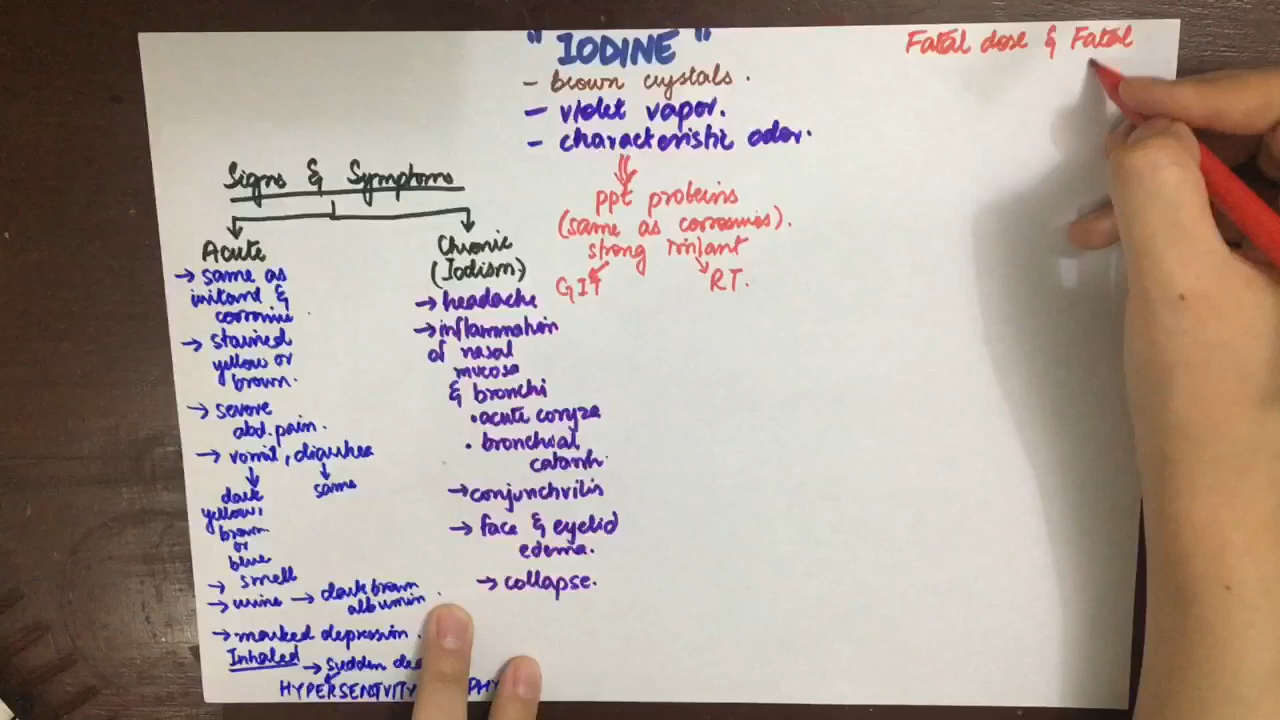 " IODINE "
- brown crystals.
- violet vapor.
- characteristic odor.
ppt proteins
(same as corrosives).
strong irritant
GIT
RT.
Signs & Symptoms
Acute
→ same as
irritant &
corrosive
→ stained
yellow or
brown.
→ severe
abd. pain.
→ vomit, diarrhea
dark
yellow,
brown
or
blue
same
→ smell
→ urine → dark brown
albumin
→ marked depression.
Inhaled
→ Sudden
HYPERSENTVITY
Chronic
(Iodism)
→ headache
→ inflammation
of nasal
mucosa
& bronchi
• acute coryza
• bronchial
catarrh
→ conjunctivitis
→ face & eyelid
edema.
→ collapse.
Fatal dose & Fatal